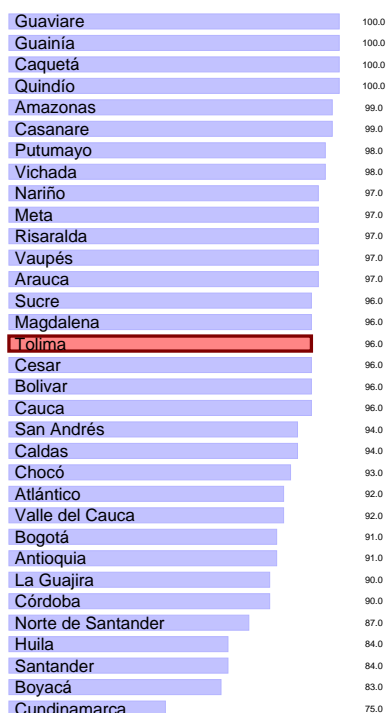 Guaviare 100.0
Guainía 100.0
Caquetá 100.0
Quindío 100.0
Amazonas 99.0
Casanare 99.0
Putumayo 98.0
Vichada 98.0
Nariño 97.0
Meta 97.0
Risaralda 97.0
Vaupés 97.0
Arauca 97.0
Sucre 96.0
Magdalena 96.0
Tolima 96.0
Cesar 96.0
Bolivar 96.0
Cauca 96.0
San Andrés 94.0
Caldas 94.0
Chocó 93.0
Atlántico 92.0
Valle del Cauca 92.0
Bogotá 91.0
Antioquia 91.0
La Guajira 90.0
Córdoba 90.0
Norte de Santander 87.0
Huila 84.0
Santander 84.0
Boyacá 83.0
Cundinamarca 75.0